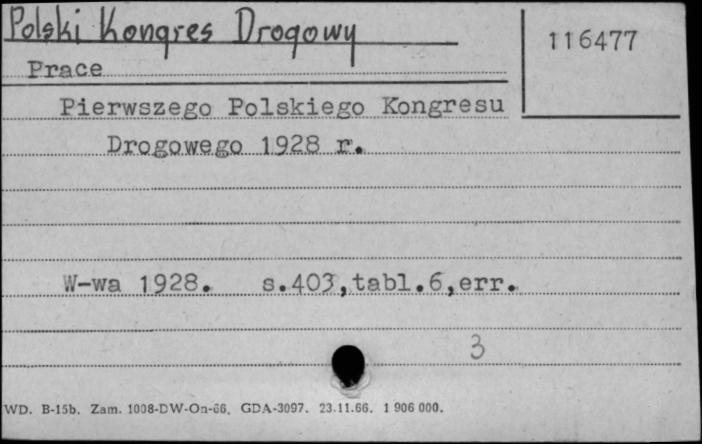 Polski Kongres Drogowy
116477
Prace
Pierwszego Polskiego Kongresu
Drogowego 1928 r.
W-wa 1928. s.403,tabl.6,err.
3
WD. B-15b. Zam. 1008-DW-On-66. GDA-3097. 23.11.66. 1 906 000.